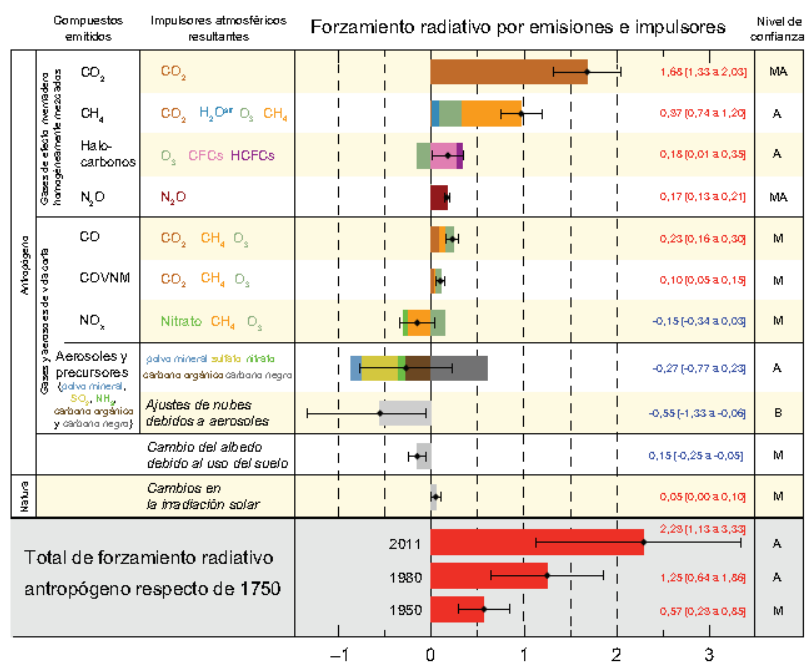 Compuestos emitidos
Impulsores atmosféricos resultantes
Forzamiento radiativo por emisiones e impulsores
Nivel de confianza
Antropógeno
Gases de efecto invernadero homogéneamente mezclados
CO₂
CO₂
1,68 [1,33 a 2,03]
MA
CH₄
CO₂ H₂Oᵉˢᵗ O₃ CH₄
0,97 [0,74 a 1,20]
A
Halo-carbonos
O₃ CFCs HCFCs
0,18 [0,01 a 0,35]
A
N₂O
N₂O
0,17 [0,13 a 0,21]
MA
Gases y aerosoles de vida corta
CO
CO₂ CH₄ O₃
0,23 [0,16 a 0,30]
M
COVNM
CO₂ CH₄ O₃
0,10 [0,05 a 0,15]
M
NOₓ
Nitrato CH₄ O₃
-0,15 [-0,34 a 0,03]
M
Aerosoles y precursores
(polvo mineral,
SO₂, NH₃,
carbono orgánico
y carbono negro)
polvo mineral sulfato nitrato
carbono orgánico carbono negro
-0,27 [-0,77 a 0,23]
A
Ajustes de nubes
debidos a aerosoles
-0,55 [-1,33 a -0,06]
B
Cambio del albedo
debido al uso del suelo
0,15 [-0,25 a -0,05]
M
Natura
Cambios en
la irradiación solar
0,05 [0,00 a 0,10]
M
Total de forzamiento radiativo
antropógeno respecto de 1750
2011
2,29 [1,13 a 3,33]
A
1980
1,25 [0,64 a 1,86]
A
1950
0,57 [0,29 a 0,85]
M
-1 0 1 2 3